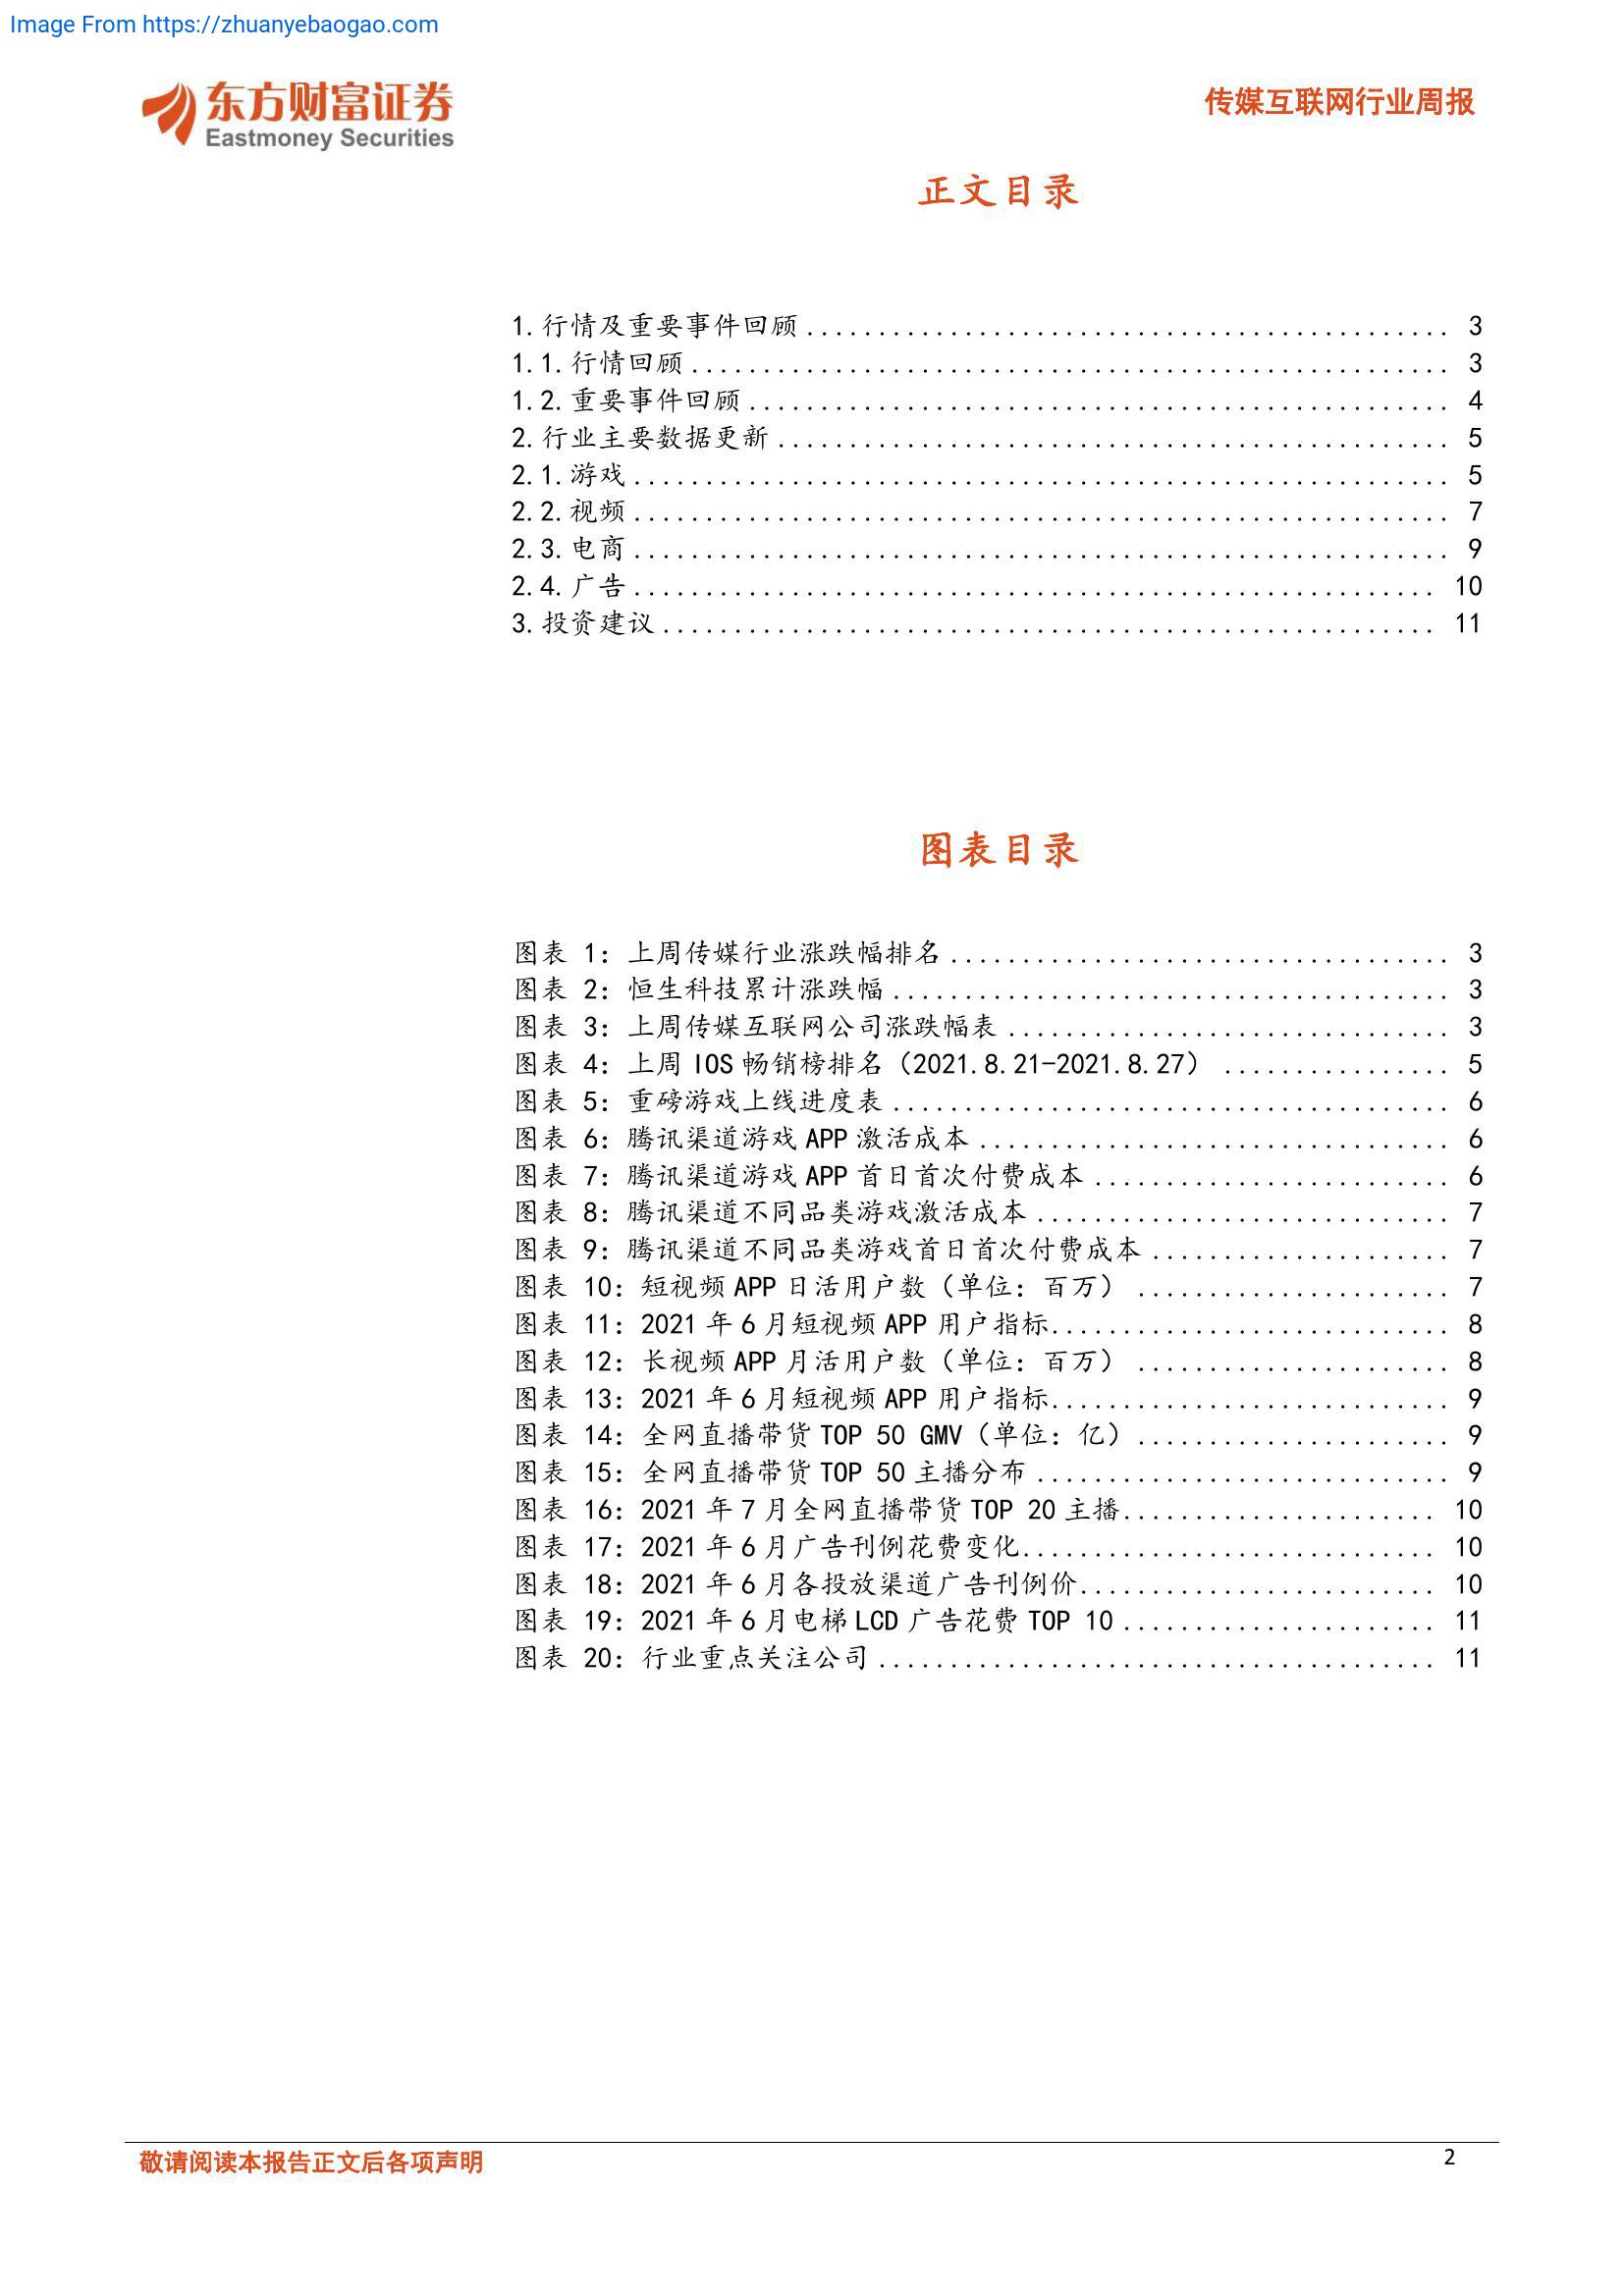 Image From https://zhuanyebaogao.com
东方财富证券
Eastmoney Securities
传媒互联网行业周报
正文目录
1.行情及重要事件回顾............................................. 3
1.1.行情回顾..................................................... 3
1.2.重要事件回顾................................................. 4
2.行业主要数据更新............................................... 5
2.1.游戏......................................................... 5
2.2.视频......................................................... 7
2.3.电商......................................................... 9
2.4.广告........................................................ 10
3.投资建议...................................................... 11
图表目录
图表 1：上周传媒行业涨跌幅排名................................... 3
图表 2：恒生科技累计涨跌幅....................................... 3
图表 3：上周传媒互联网公司涨跌幅表............................... 3
图表 4：上周 IOS 畅销榜排名（2021.8.21-2021.8.27）................ 5
图表 5：重磅游戏上线进度表....................................... 6
图表 6：腾讯渠道游戏 APP 激活成本................................. 6
图表 7：腾讯渠道游戏 APP 首日首次付费成本......................... 6
图表 8：腾讯渠道不同品类游戏激活成本............................. 7
图表 9：腾讯渠道不同品类游戏首日首次付费成本..................... 7
图表 10：短视频 APP 日活用户数（单位：百万）...................... 7
图表 11：2021 年 6 月短视频 APP 用户指标............................ 8
图表 12：长视频 APP 月活用户数（单位：百万）...................... 8
图表 13：2021 年 6 月短视频 APP 用户指标............................ 9
图表 14：全网直播带货 TOP 50 GMV（单位：亿）...................... 9
图表 15：全网直播带货 TOP 50 主播分布............................. 9
图表 16：2021 年 7 月全网直播带货 TOP 20 主播...................... 10
图表 17：2021 年 6 月广告刊例花费变化............................. 10
图表 18：2021 年 6 月各投放渠道广告刊例价......................... 10
图表 19：2021 年 6 月电梯 LCD 广告花费 TOP 10...................... 11
图表 20：行业重点关注公司....................................... 11
敬请阅读本报告正文后各项声明
2